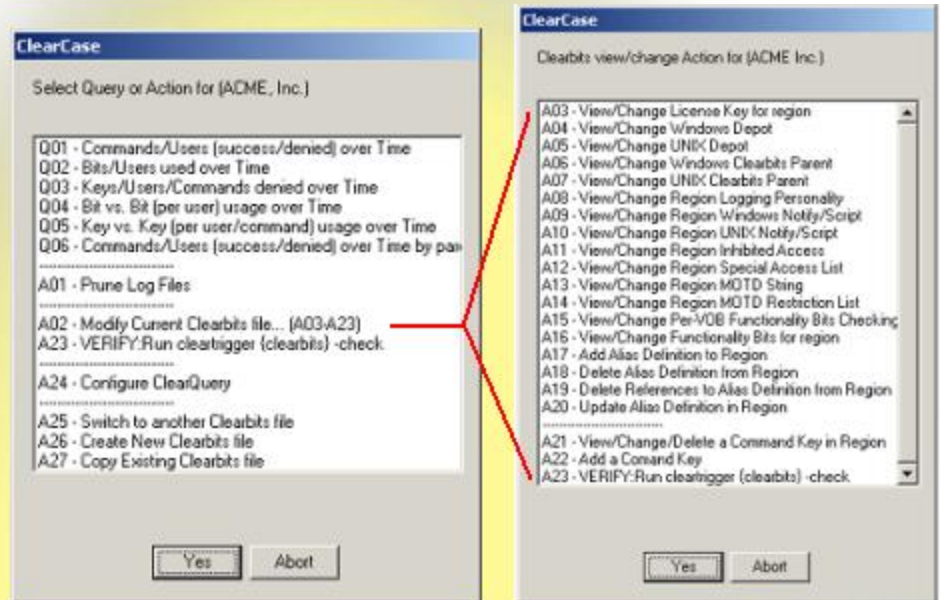 ClearCase
Select Query or Action for (ACME, Inc.)
Q01 - Commands/Users (success/denied) over Time
Q02 - Bits/Users used over Time
Q03 - Keys/Users/Commands denied over Time
Q04 - Bit vs. Bit (per user) usage over Time
Q05 - Key vs. Key (per user/command) usage over Time
Q06 - Commands/Users (success/denied) over Time by pai
A01 - Prune Log Files
A02 - Modify Current Clearbits file... (A03-A23)
A23 - VERIFY:Run cleartrigger {clearbits} -check
A24 - Configure ClearQuery
A25 - Switch to another Clearbits file
A26 - Create New Clearbits file
A27 - Copy Existing Clearbits file
Yes
Abort
ClearCase
Clearbits view/change Action for (ACME Inc.)
A03 - View/Change License Key for region
A04 - View/Change Windows Depot
A05 - View/Change UNIX Depot
A06 - View/Change Windows Clearbits Parent
A07 - View/Change UNIX Clearbits Parent
A08 - View/Change Region Logging Personality
A09 - View/Change Region Windows Notify/Script
A10 - View/Change Region UNIX Notify/Script
A11 - View/Change Region Inhibited Access
A12 - View/Change Region Special Access List
A13 - View/Change Region MOTD String
A14 - View/Change Region MOTD Restriction List
A15 - View/Change Per-VOB Functionality Bits Checking
A16 - View/Change Functionality Bits for region
A17 - Add Alias Definition to Region
A18 - Delete Alias Definition from Region
A19 - Delete References to Alias Definition from Region
A20 - Update Alias Definition in Region
A21 - View/Change/Delete a Command Key in Region
A22 - Add a Comand Key
A23 - VERIFY:Run cleartrigger {clearbits} -check
Yes
Abort